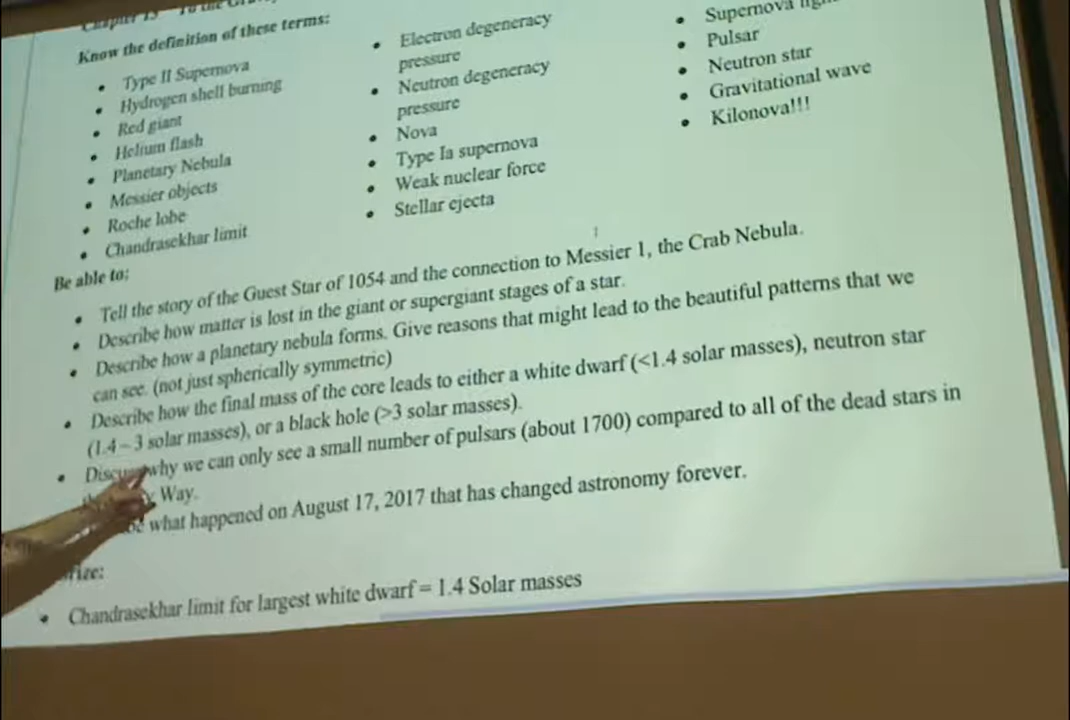 Chapter 13 To the
Know the definition of these terms:
• Type II Supernova
• Hydrogen shell burning
• Red giant
• Helium flash
• Planetary Nebula
• Messier objects
• Roche lobe
• Chandrasekhar limit
• Electron degeneracy
pressure
• Neutron degeneracy
pressure
• Nova
• Type Ia supernova
• Weak nuclear force
• Stellar ejecta
• Supernova
• Pulsar
• Neutron star
• Gravitational wave
• Kilonova!!!
Be able to:
• Tell the story of the Guest Star of 1054 and the connection to Messier 1, the Crab Nebula.
• Describe how matter is lost in the giant or supergiant stages of a star.
• Describe how a planetary nebula forms. Give reasons that might lead to the beautiful patterns that we
can see. (not just spherically symmetric)
• Describe how the final mass of the core leads to either a white dwarf (<1.4 solar masses), neutron star
(1.4 – 3 solar masses), or a black hole (>3 solar masses).
• Discuss why we can only see a small number of pulsars (about 1700) compared to all of the dead stars in
Way.
what happened on August 17, 2017 that has changed astronomy forever.
• Chandrasekhar limit for largest white dwarf = 1.4 Solar masses